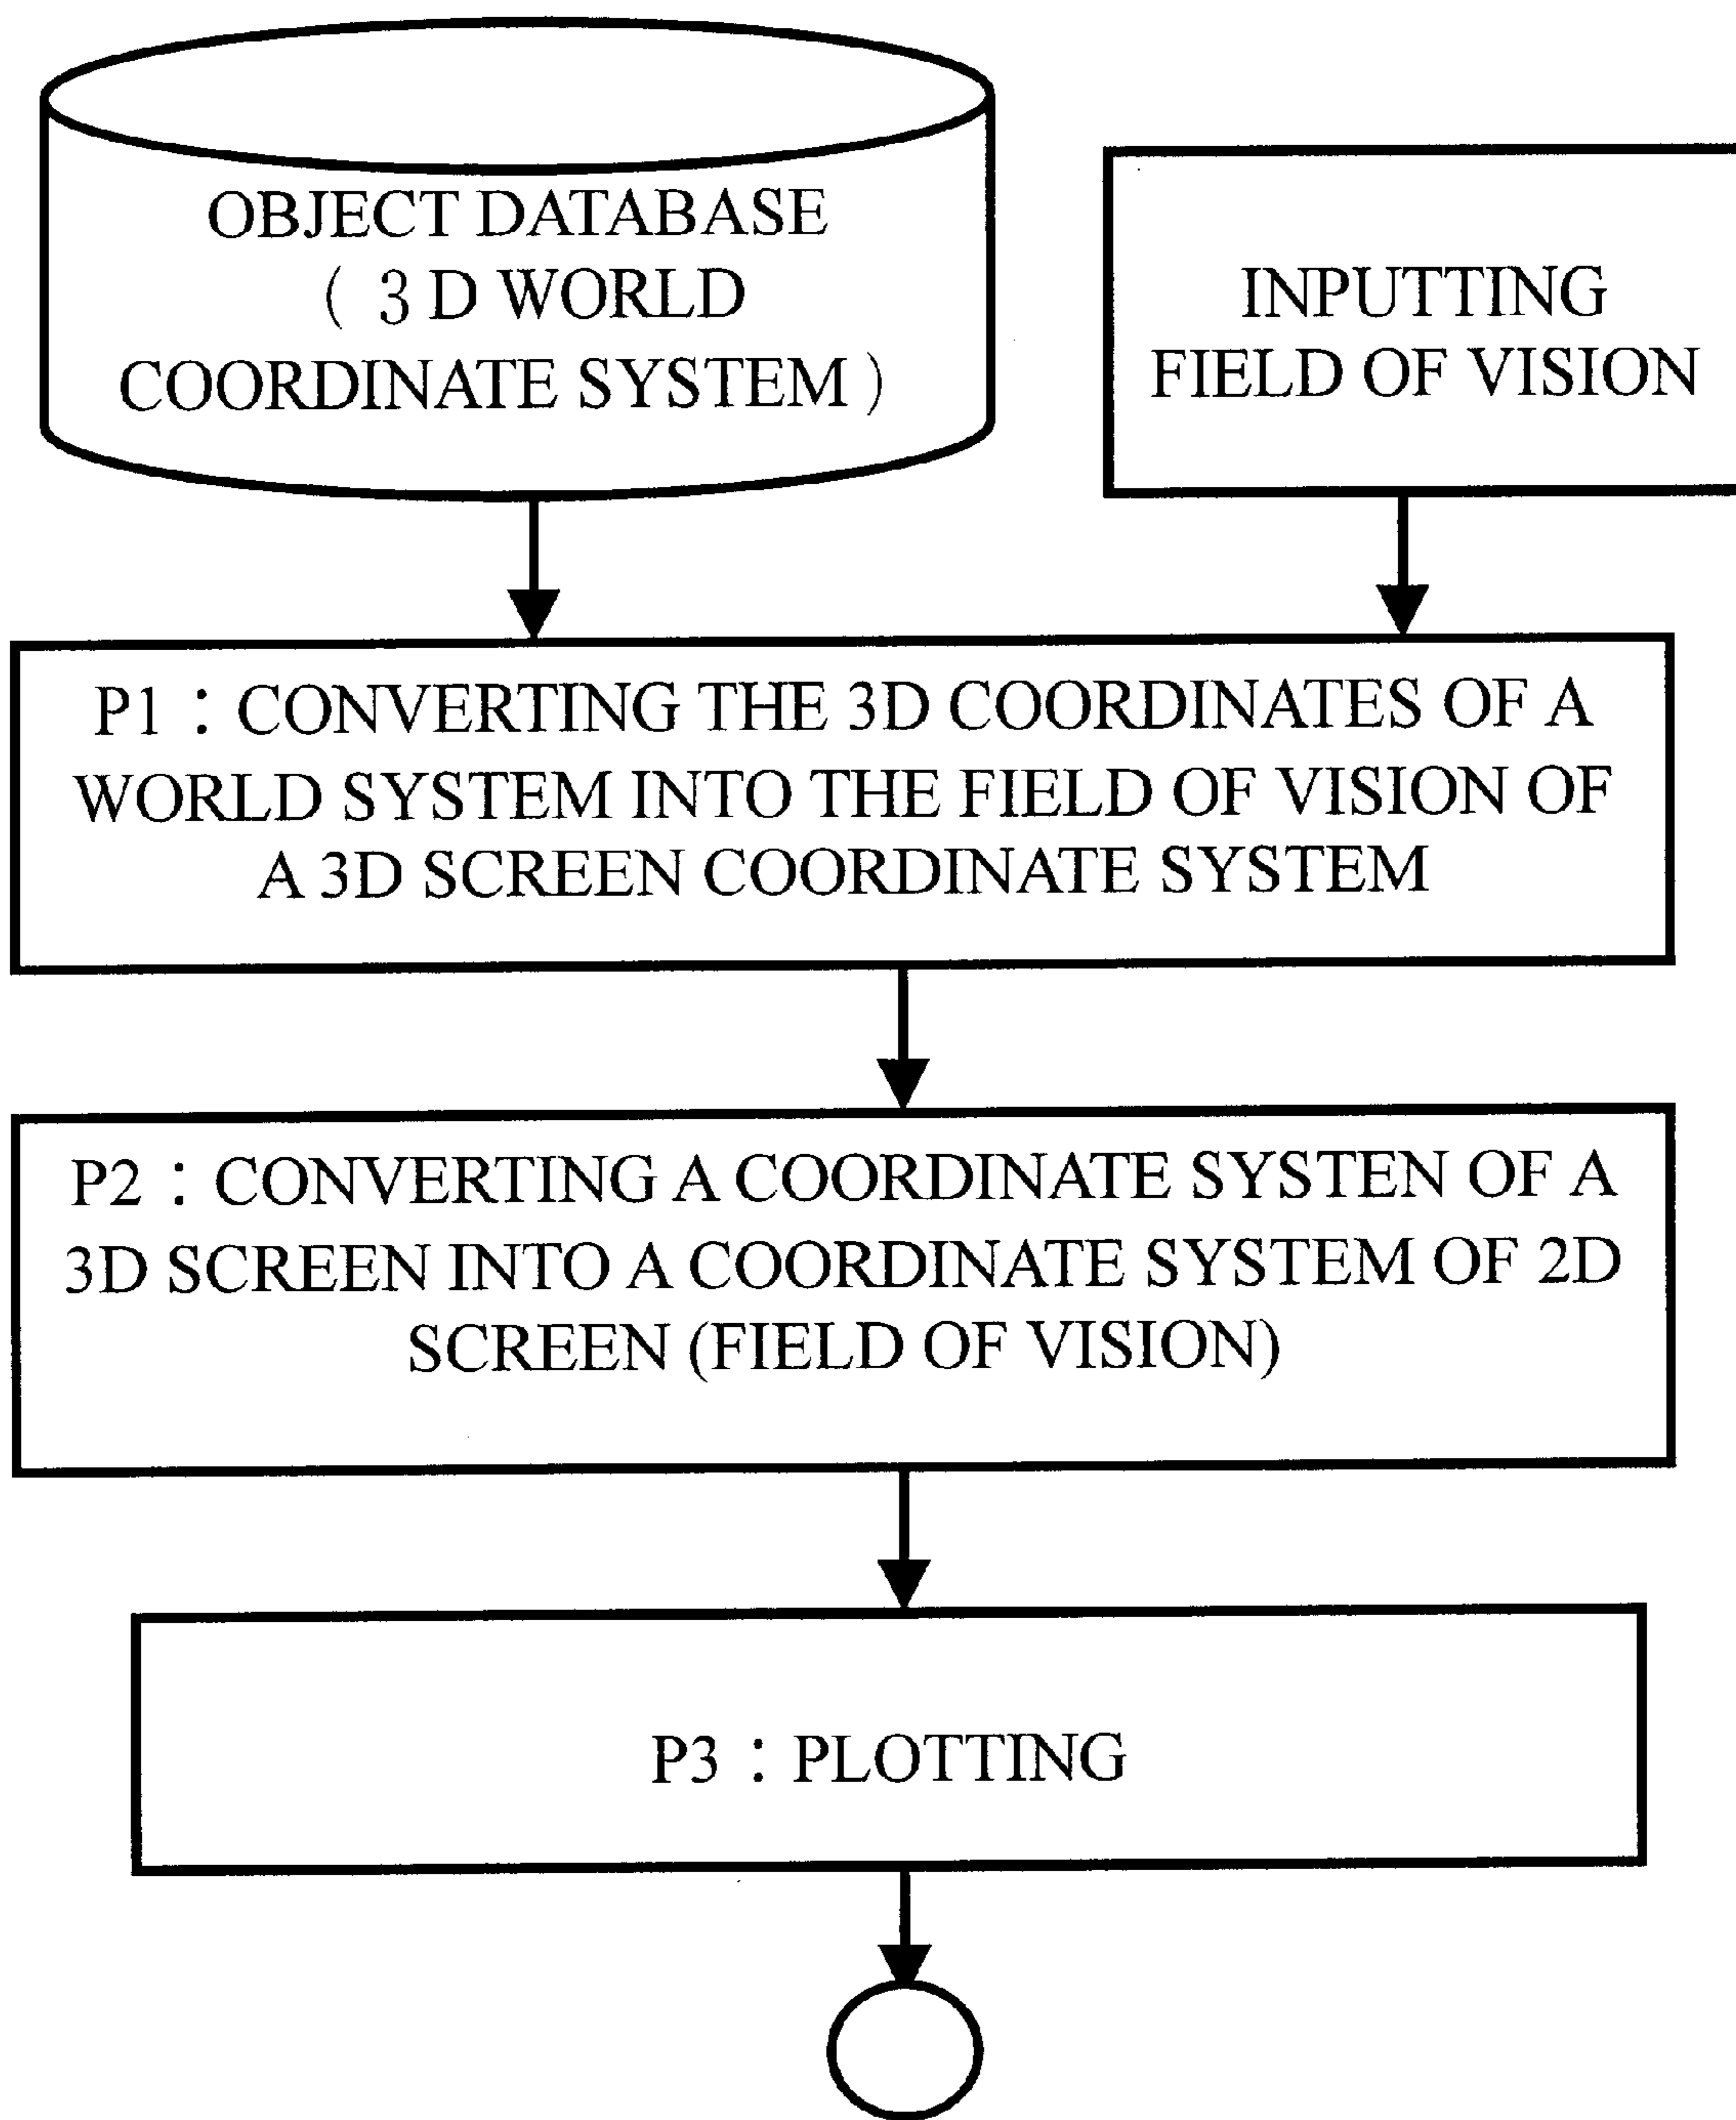 OBJECT DATABASE
( 3 D WORLD
COORDINATE SYSTEM )
INPUTTING
FIELD OF VISION
P1 : CONVERTING THE 3D COORDINATES OF A
WORLD SYSTEM INTO THE FIELD OF VISION OF
A 3D SCREEN COORDINATE SYSTEM
P2 : CONVERTING A COORDINATE SYSTEN OF A
3D SCREEN INTO A COORDINATE SYSTEM OF 2D
SCREEN (FIELD OF VISION)
P3 : PLOTTING